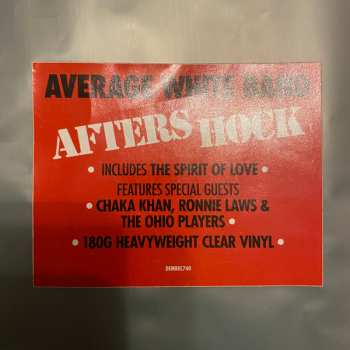 AVERAGE WHITE BAND
AFTERSHOCK
• INCLUDES THE SPIRIT OF LOVE •
FEATURES SPECIAL GUESTS
• CHAKA KHAN, RONNIE LAWS &
THE OHIO PLAYERS •
• 180G HEAVYWEIGHT CLEAR VINYL •
DEMREC740